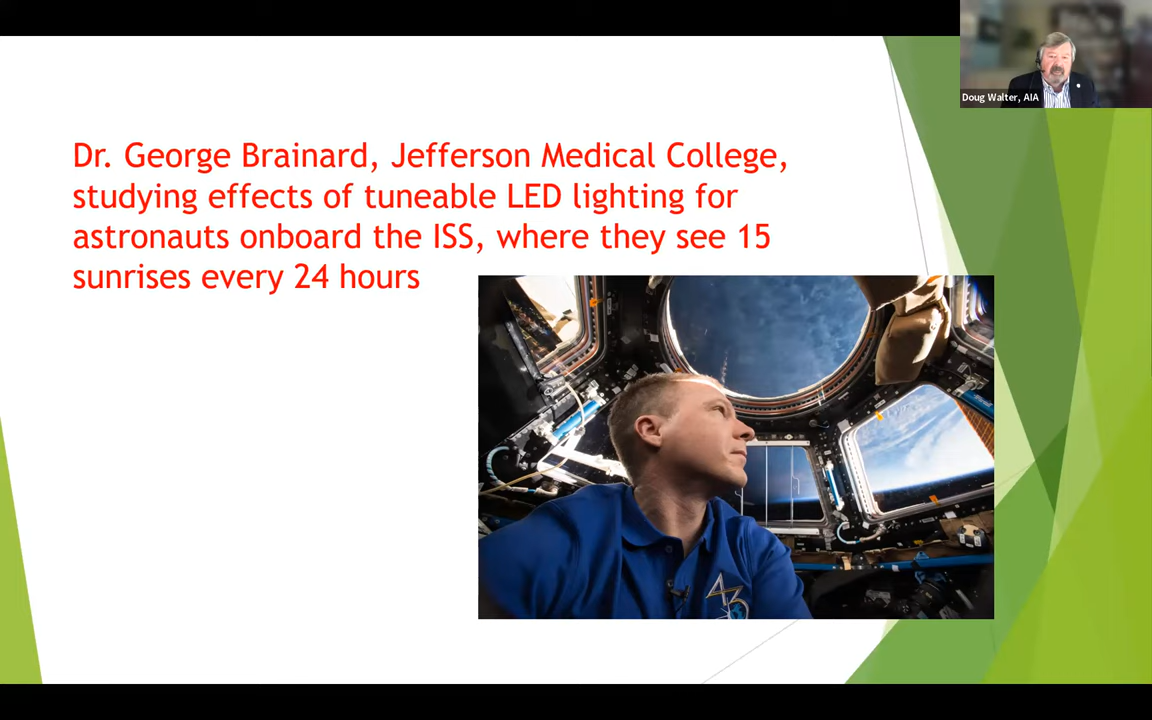 Doug Walter, AIA
Dr. George Brainard, Jefferson Medical College,
studying effects of tuneable LED lighting for
astronauts onboard the ISS, where they see 15
sunrises every 24 hours
43